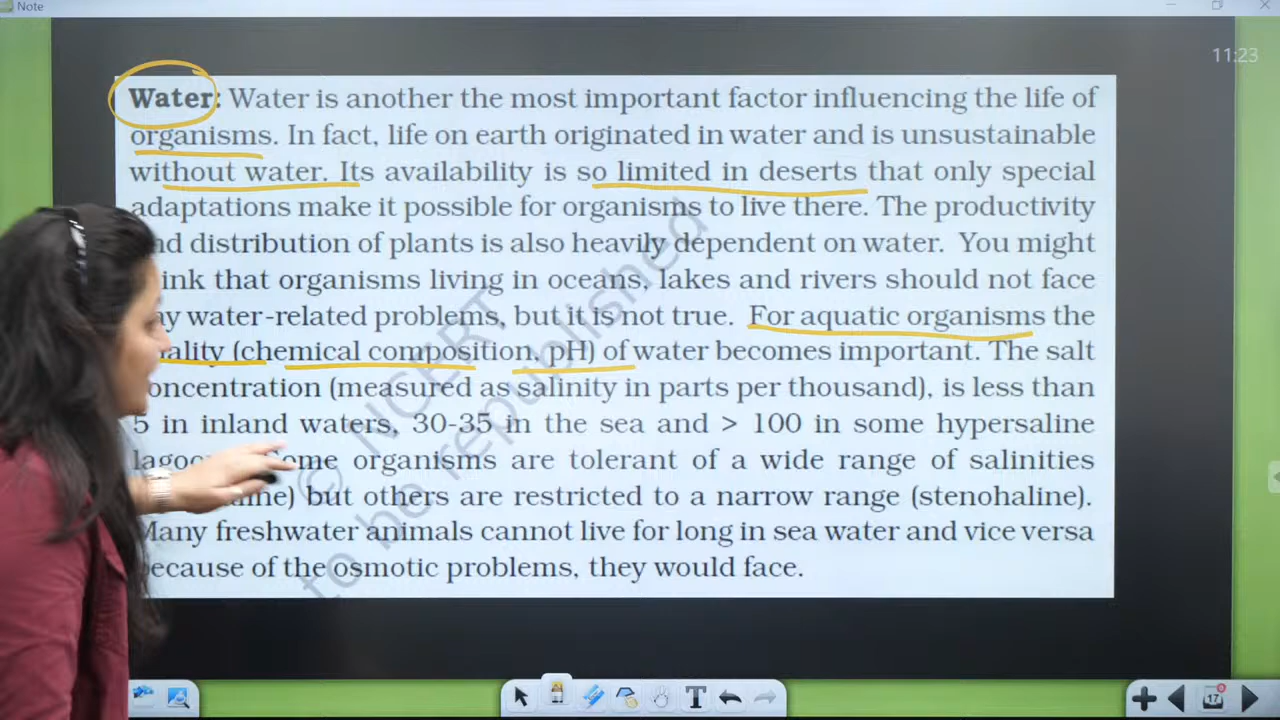 Note
11:23
Water: Water is another the most important factor influencing the life of
organisms. In fact, life on earth originated in water and is unsustainable
without water. Its availability is so limited in deserts that only special
adaptations make it possible for organisms to live there. The productivity
distribution of plants is also heavily dependent on water. You might
that organisms living in oceans, lakes and rivers should not face
water-related problems, but it is not true. For aquatic organisms the
(chemical composition, pH) of water becomes important. The salt
concentration (measured as salinity in parts per thousand), is less than
5 in inland waters, 30-35 in the sea and > 100 in some hypersaline
organisms are tolerant of a wide range of salinities
but others are restricted to a narrow range (stenohaline).
Many freshwater animals cannot live for long in sea water and vice versa
because of the osmotic problems, they would face.
© NCERT
to be republished
17